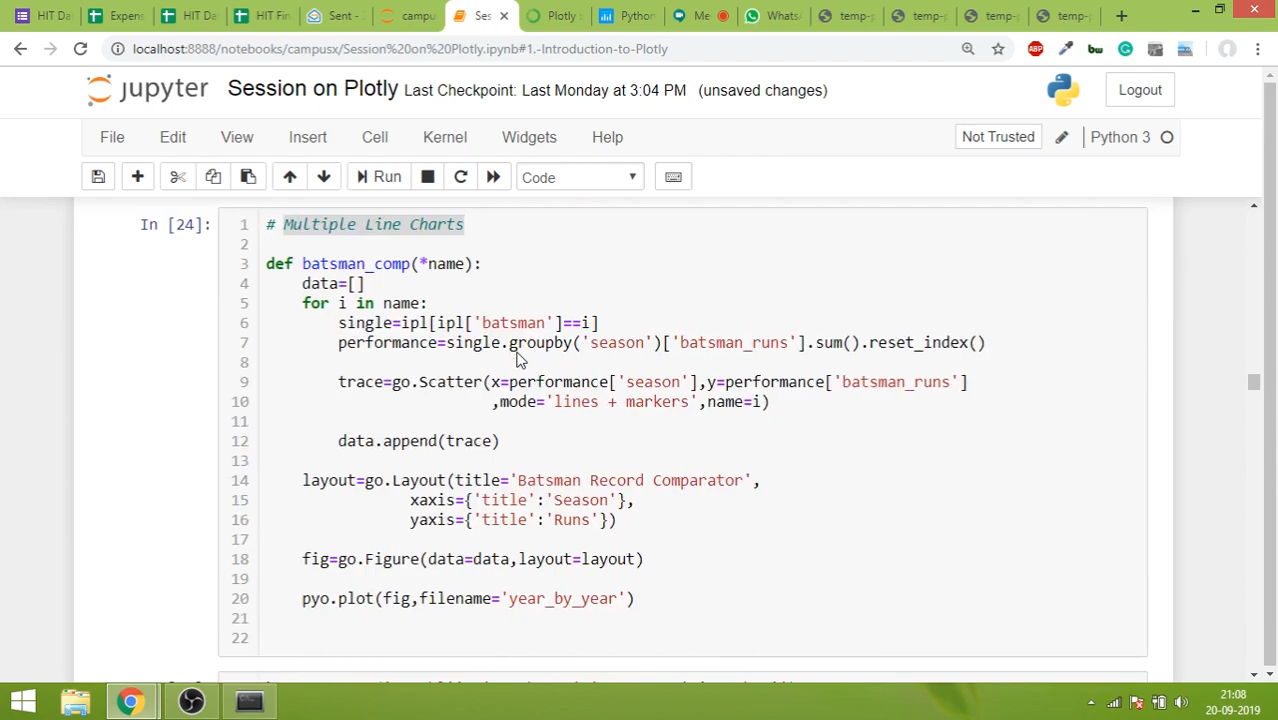 HIT Da
Expens
HIT Da
HIT Fin
Sent -
campu
Ses
Plotly
Python
Me
Whats
temp-
temp-
temp-
temp-
localhost:8888/notebooks/campusx/Session%20on%20Plotly.ipynb#1.-Introduction-to-Plotly
ABP
bw
jupyter Session on Plotly Last Checkpoint: Last Monday at 3:04 PM (unsaved changes)
Logout
File Edit View Insert Cell Kernel Widgets Help
Not Trusted
Python 3
Run
Code
In [24]:
1 # Multiple Line Charts
2
3 def batsman_comp(*name):
4 data=[]
5 for i in name:
6 single=ipl[ipl['batsman']==i]
7 performance=single.groupby('season')['batsman_runs'].sum().reset_index()
8
9 trace=go.Scatter(x=performance['season'],y=performance['batsman_runs']
10 ,mode='lines + markers',name=i)
11
12 data.append(trace)
13
14 layout=go.Layout(title='Batsman Record Comparator',
15 xaxis={'title':'Season'},
16 yaxis={'title':'Runs'})
17
18 fig=go.Figure(data=data,layout=layout)
19
20 pyo.plot(fig,filename='year_by_year')
21
22
21:08
20-09-2019